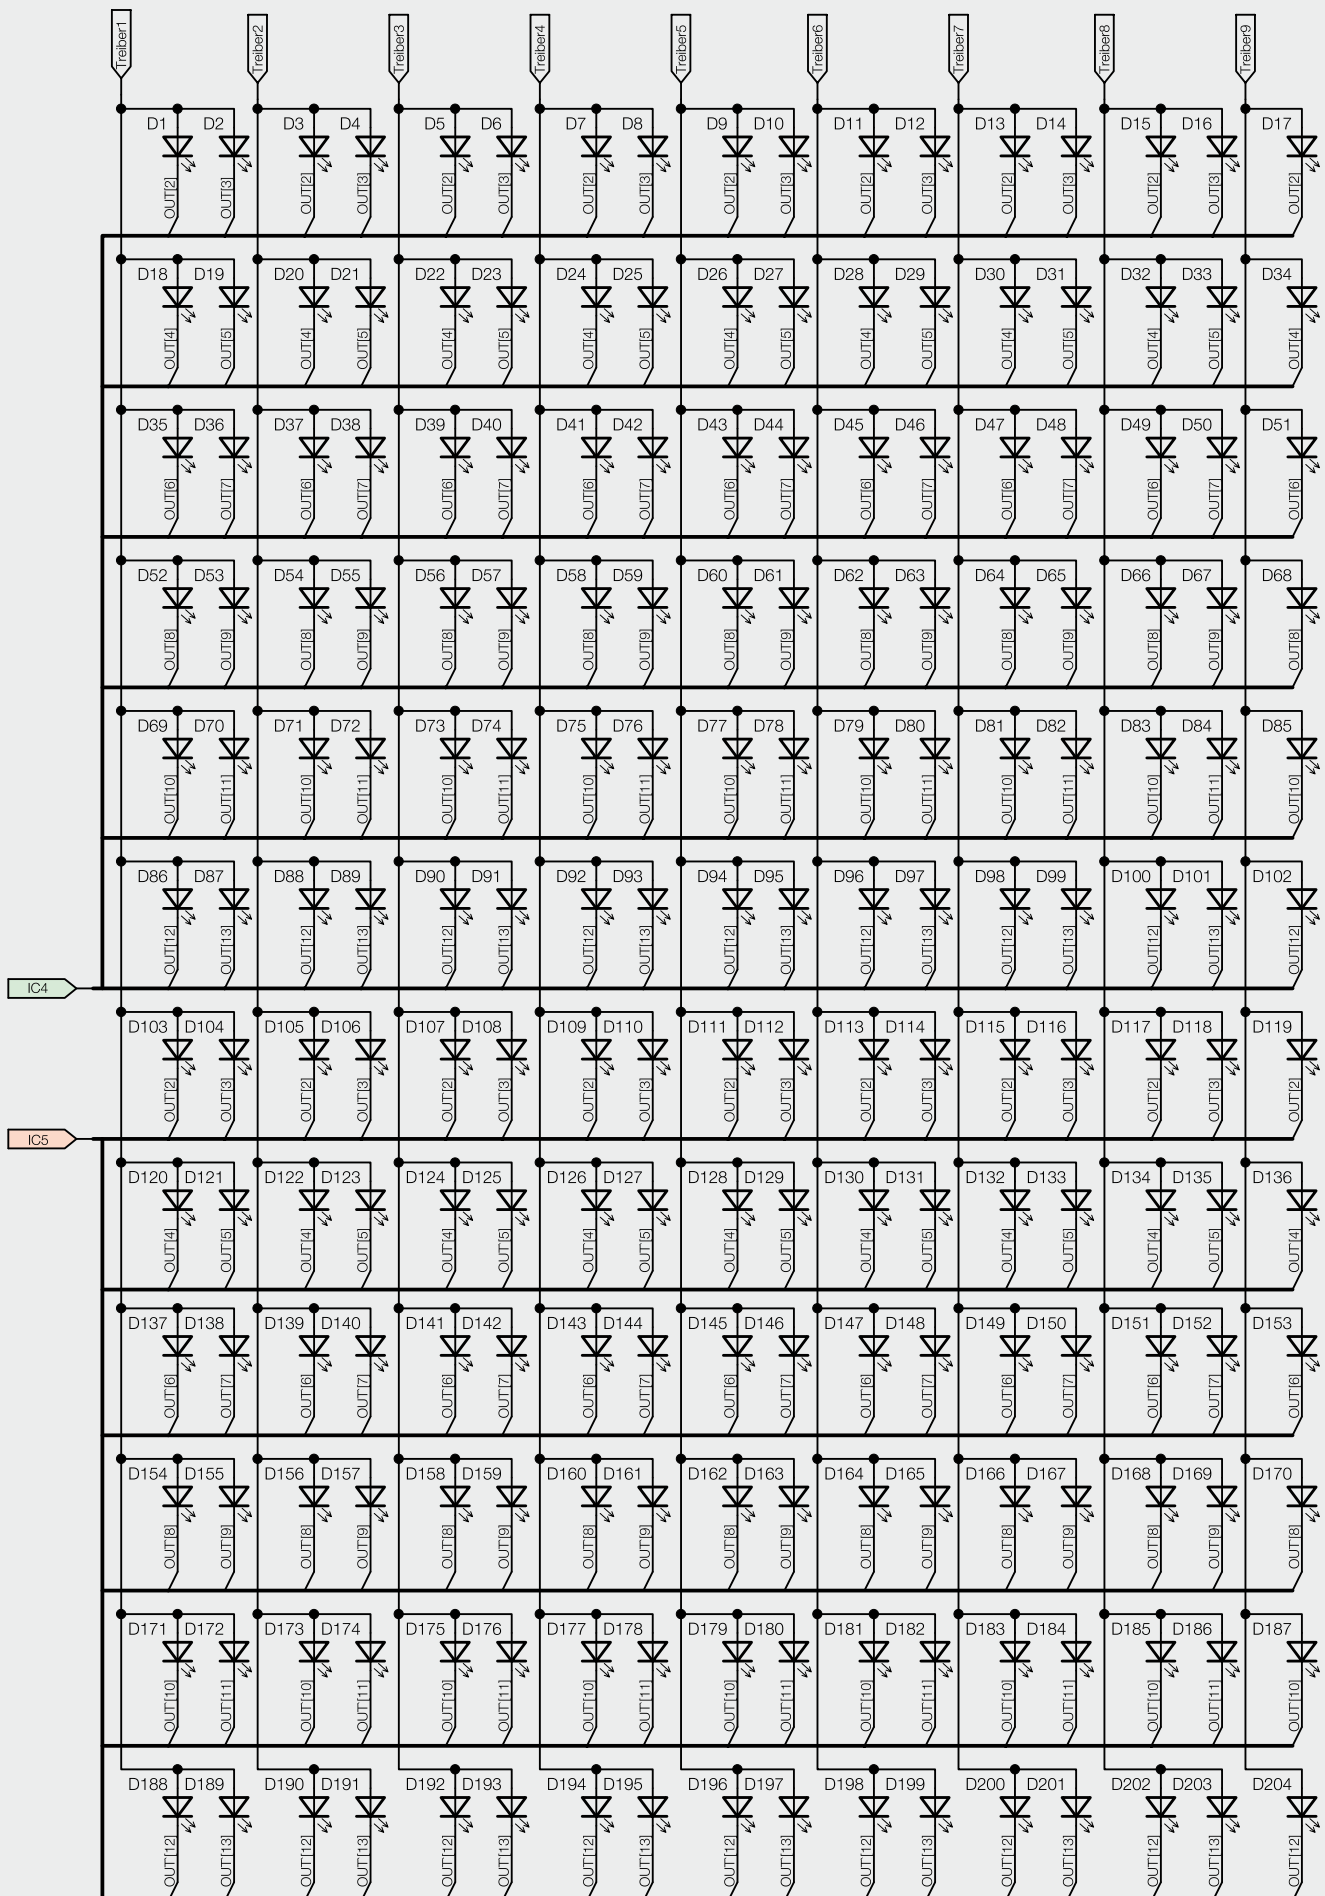 Treiber1 Treiber2 Treiber3 Treiber4 Treiber5 Treiber6 Treiber7 Treiber8 Treiber9
D1 D2 D3 D4 D5 D6 D7 D8 D9 D10 D11 D12 D13 D14 D15 D16 D17
OUT[2] OUT[3] OUT[2] OUT[3] OUT[2] OUT[3] OUT[2] OUT[3] OUT[2] OUT[3] OUT[2] OUT[3] OUT[2] OUT[3] OUT[2] OUT[3] OUT[2]
D18 D19 D20 D21 D22 D23 D24 D25 D26 D27 D28 D29 D30 D31 D32 D33 D34
OUT[4] OUT[5] OUT[4] OUT[5] OUT[4] OUT[5] OUT[4] OUT[5] OUT[4] OUT[5] OUT[4] OUT[5] OUT[4] OUT[5] OUT[4] OUT[5] OUT[4]
D35 D36 D37 D38 D39 D40 D41 D42 D43 D44 D45 D46 D47 D48 D49 D50 D51
OUT[6] OUT[7] OUT[6] OUT[7] OUT[6] OUT[7] OUT[6] OUT[7] OUT[6] OUT[7] OUT[6] OUT[7] OUT[6] OUT[7] OUT[6] OUT[7] OUT[6]
D52 D53 D54 D55 D56 D57 D58 D59 D60 D61 D62 D63 D64 D65 D66 D67 D68
OUT[8] OUT[9] OUT[8] OUT[9] OUT[8] OUT[9] OUT[8] OUT[9] OUT[8] OUT[9] OUT[8] OUT[9] OUT[8] OUT[9] OUT[8] OUT[9] OUT[8]
D69 D70 D71 D72 D73 D74 D75 D76 D77 D78 D79 D80 D81 D82 D83 D84 D85
OUT[10] OUT[11] OUT[10] OUT[11] OUT[10] OUT[11] OUT[10] OUT[11] OUT[10] OUT[11] OUT[10] OUT[11] OUT[10] OUT[11] OUT[10] OUT[11] OUT[10]
D86 D87 D88 D89 D90 D91 D92 D93 D94 D95 D96 D97 D98 D99 D100 D101 D102
OUT[12] OUT[13] OUT[12] OUT[13] OUT[12] OUT[13] OUT[12] OUT[13] OUT[12] OUT[13] OUT[12] OUT[13] OUT[12] OUT[13] OUT[12] OUT[13] OUT[12]
IC4
D103 D104 D105 D106 D107 D108 D109 D110 D111 D112 D113 D114 D115 D116 D117 D118 D119
OUT[2] OUT[3] OUT[2] OUT[3] OUT[2] OUT[3] OUT[2] OUT[3] OUT[2] OUT[3] OUT[2] OUT[3] OUT[2] OUT[3] OUT[2] OUT[3] OUT[2]
IC5
D120 D121 D122 D123 D124 D125 D126 D127 D128 D129 D130 D131 D132 D133 D134 D135 D136
OUT[4] OUT[5] OUT[4] OUT[5] OUT[4] OUT[5] OUT[4] OUT[5] OUT[4] OUT[5] OUT[4] OUT[5] OUT[4] OUT[5] OUT[4] OUT[5] OUT[4]
D137 D138 D139 D140 D141 D142 D143 D144 D145 D146 D147 D148 D149 D150 D151 D152 D153
OUT[6] OUT[7] OUT[6] OUT[7] OUT[6] OUT[7] OUT[6] OUT[7] OUT[6] OUT[7] OUT[6] OUT[7] OUT[6] OUT[7] OUT[6] OUT[7] OUT[6]
D154 D155 D156 D157 D158 D159 D160 D161 D162 D163 D164 D165 D166 D167 D168 D169 D170
OUT[8] OUT[9] OUT[8] OUT[9] OUT[8] OUT[9] OUT[8] OUT[9] OUT[8] OUT[9] OUT[8] OUT[9] OUT[8] OUT[9] OUT[8] OUT[9] OUT[8]
D171 D172 D173 D174 D175 D176 D177 D178 D179 D180 D181 D182 D183 D184 D185 D186 D187
OUT[10] OUT[11] OUT[10] OUT[11] OUT[10] OUT[11] OUT[10] OUT[11] OUT[10] OUT[11] OUT[10] OUT[11] OUT[10] OUT[11] OUT[10] OUT[11] OUT[10]
D188 D189 D190 D191 D192 D193 D194 D195 D196 D197 D198 D199 D200 D201 D202 D203 D204
OUT[12] OUT[13] OUT[12] OUT[13] OUT[12] OUT[13] OUT[12] OUT[13] OUT[12] OUT[13] OUT[12] OUT[13] OUT[12] OUT[13] OUT[12] OUT[13] OUT[12]